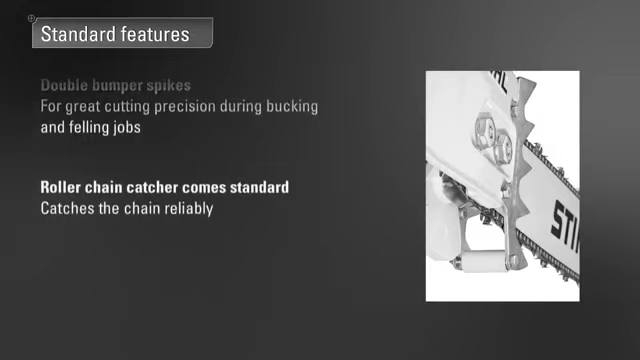 Standard features
Double bumper spikes
For great cutting precision during bucking
and felling jobs
Roller chain catcher comes standard
Catches the chain reliably
STI